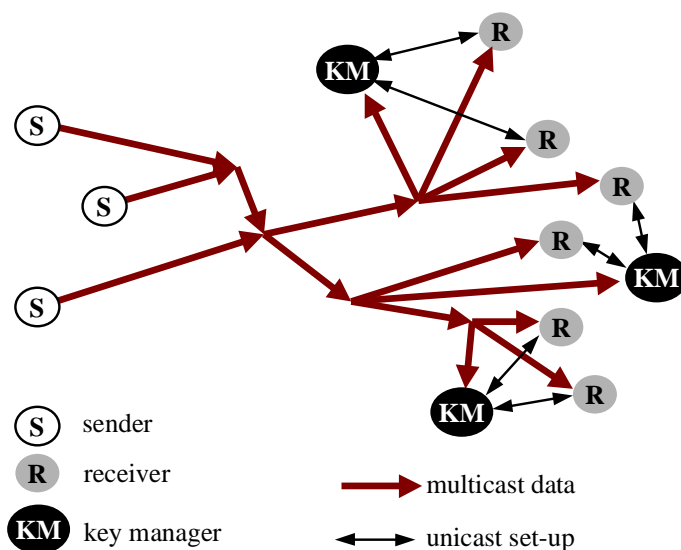 R
KM
S
R
R
S
R
KM
S
R
R
KM
S sender
R receiver
KM key manager
multicast data
unicast set-up